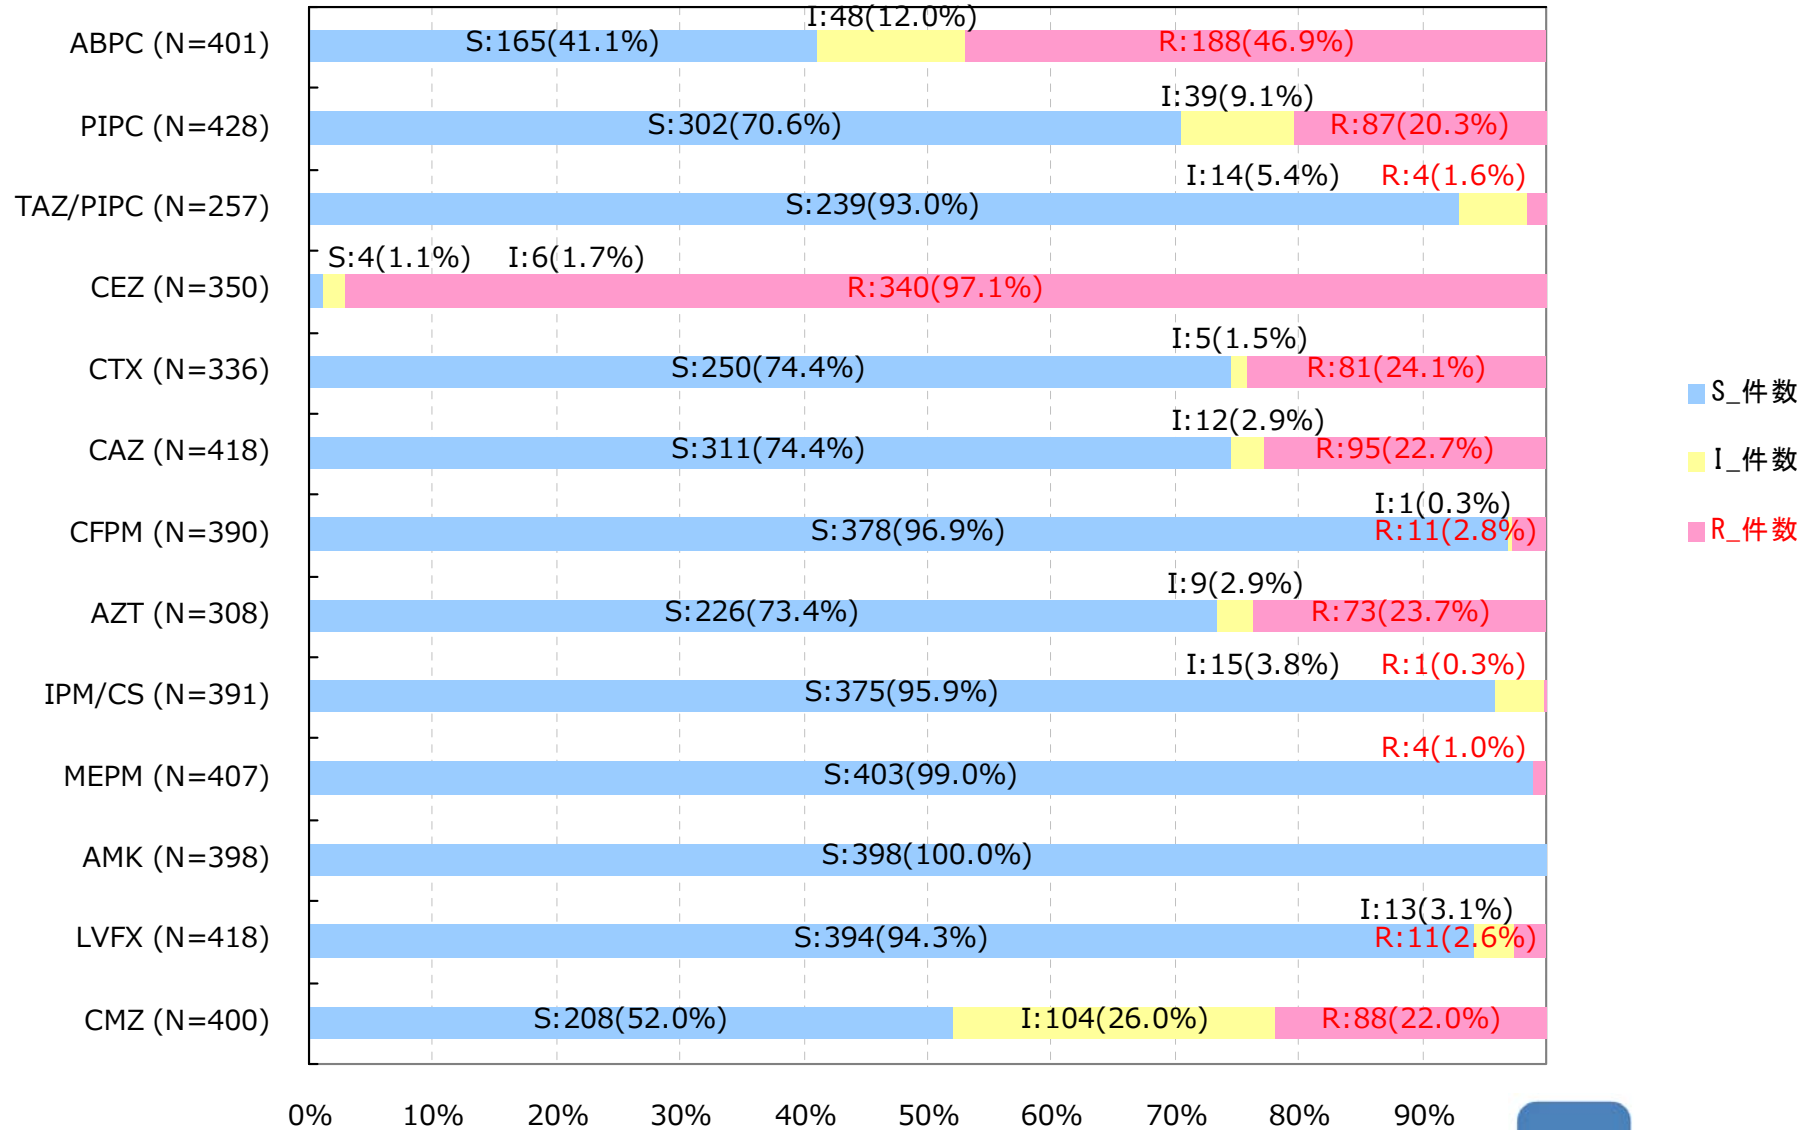 I:48(12.0%)
ABPC (N=401) S:165(41.1%) R:188(46.9%)
I:39(9.1%)
PIPC (N=428) S:302(70.6%) R:87(20.3%)
I:14(5.4%) R:4(1.6%)
TAZ/PIPC (N=257) S:239(93.0%)
S:4(1.1%) I:6(1.7%)
CEZ (N=350) R:340(97.1%)
I:5(1.5%)
CTX (N=336) S:250(74.4%) R:81(24.1%)
S_件数
I:12(2.9%)
CAZ (N=418) S:311(74.4%) R:95(22.7%)
I_件数
I:1(0.3%)
CFPM (N=390) S:378(96.9%) R:11(2.8%)
R_件数
I:9(2.9%)
AZT (N=308) S:226(73.4%) R:73(23.7%)
I:15(3.8%) R:1(0.3%)
IPM/CS (N=391) S:375(95.9%)
R:4(1.0%)
MEPM (N=407) S:403(99.0%)
AMK (N=398) S:398(100.0%)
I:13(3.1%)
LVFX (N=418) S:394(94.3%) R:11(2.6%)
CMZ (N=400) S:208(52.0%) I:104(26.0%) R:88(22.0%)
0% 10% 20% 30% 40% 50% 60% 70% 80% 90%